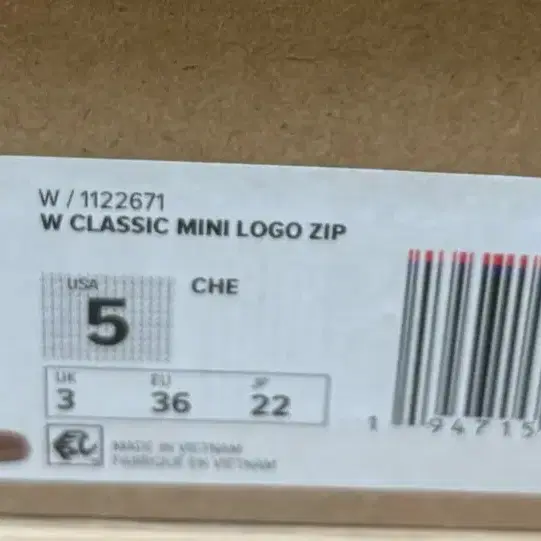 W / 1122671
W CLASSIC MINI LOGO ZIP
USA
5
CHE
UK EU JP
3 36 22
1 94715
MADE IN VIETNAM
FABRIQUÉ EN VIETNAM